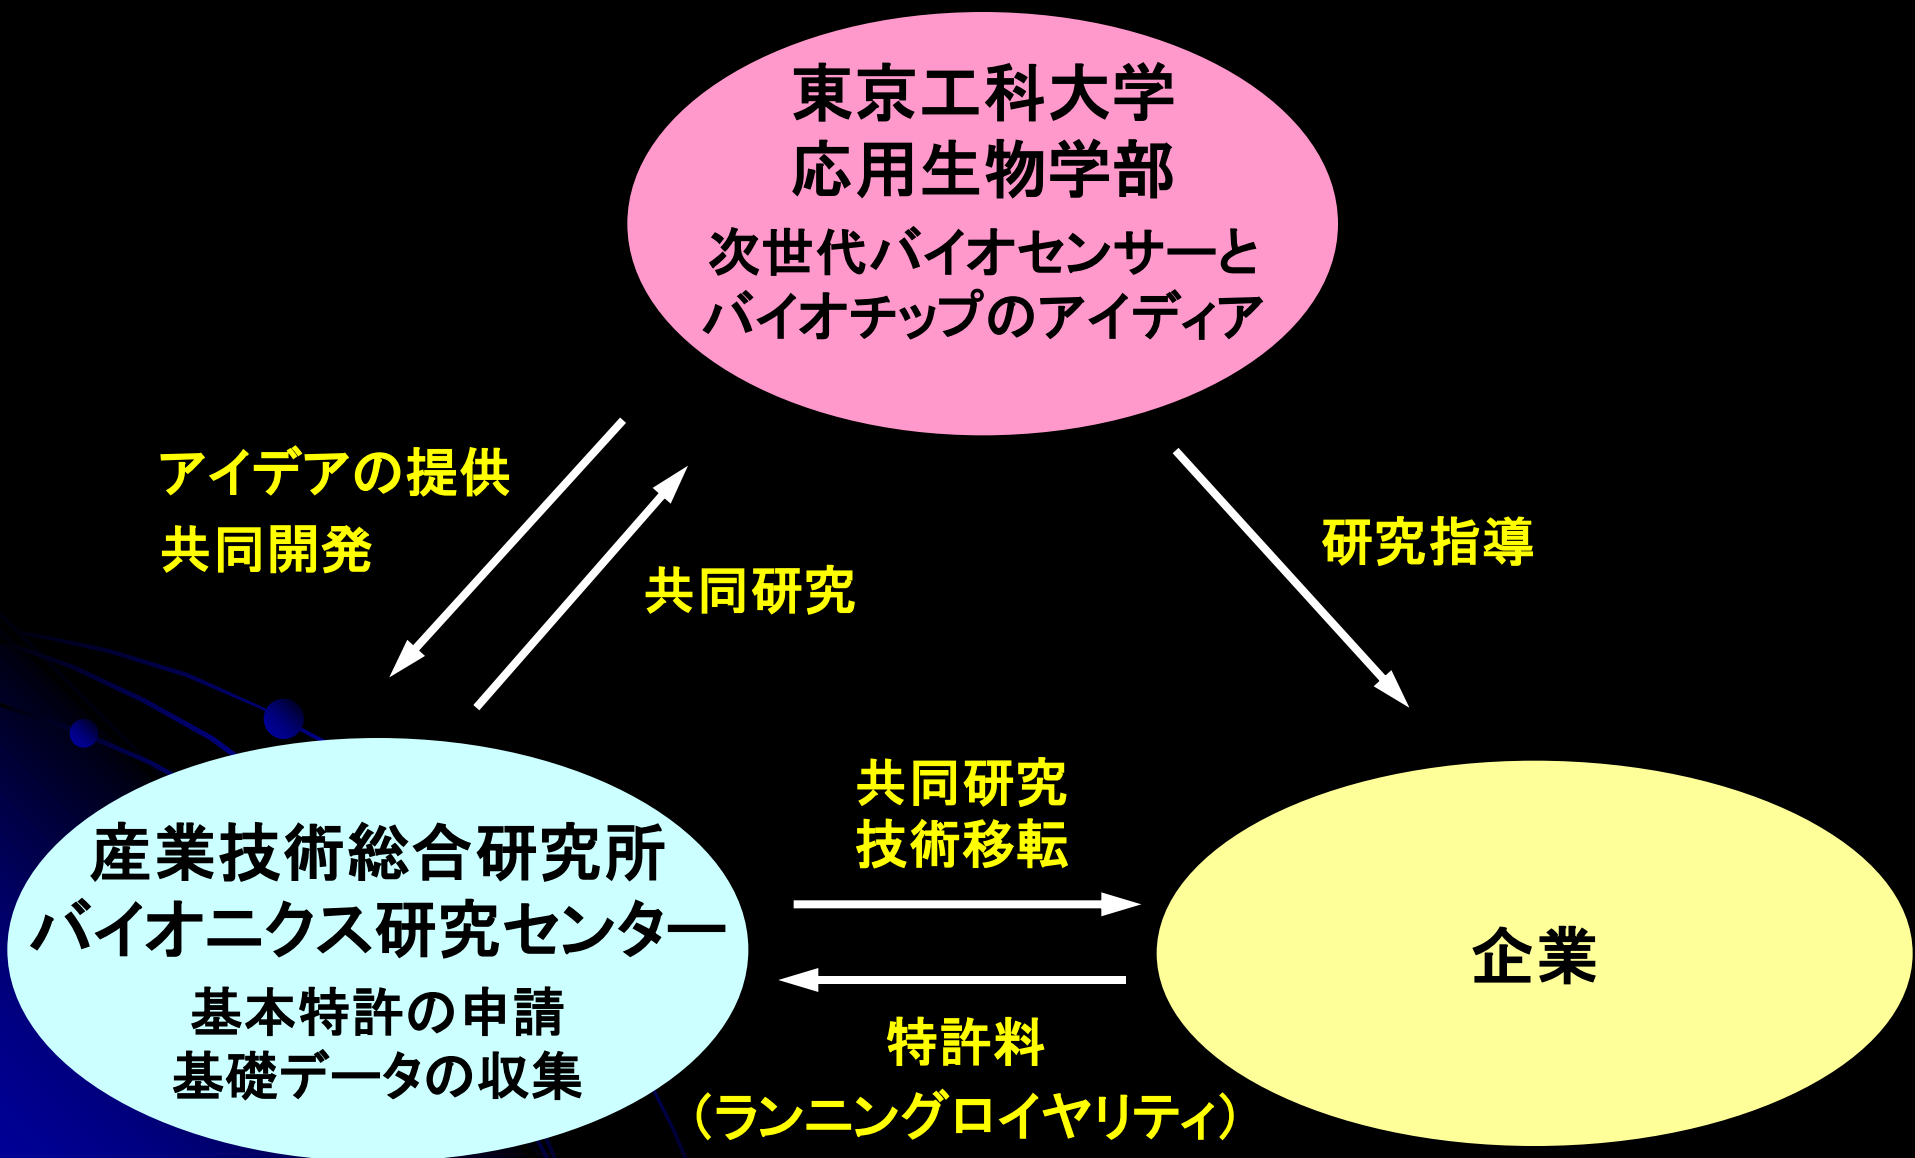 東京工科大学
応用生物学部
次世代バイオセンサーと
バイオチップのアイディア
アイデアの提供
共同開発
共同研究
研究指導
産業技術総合研究所
バイオニクス研究センター
基本特許の申請
基礎データの収集
共同研究
技術移転
特許料
（ランニングロイヤリティ）
企業